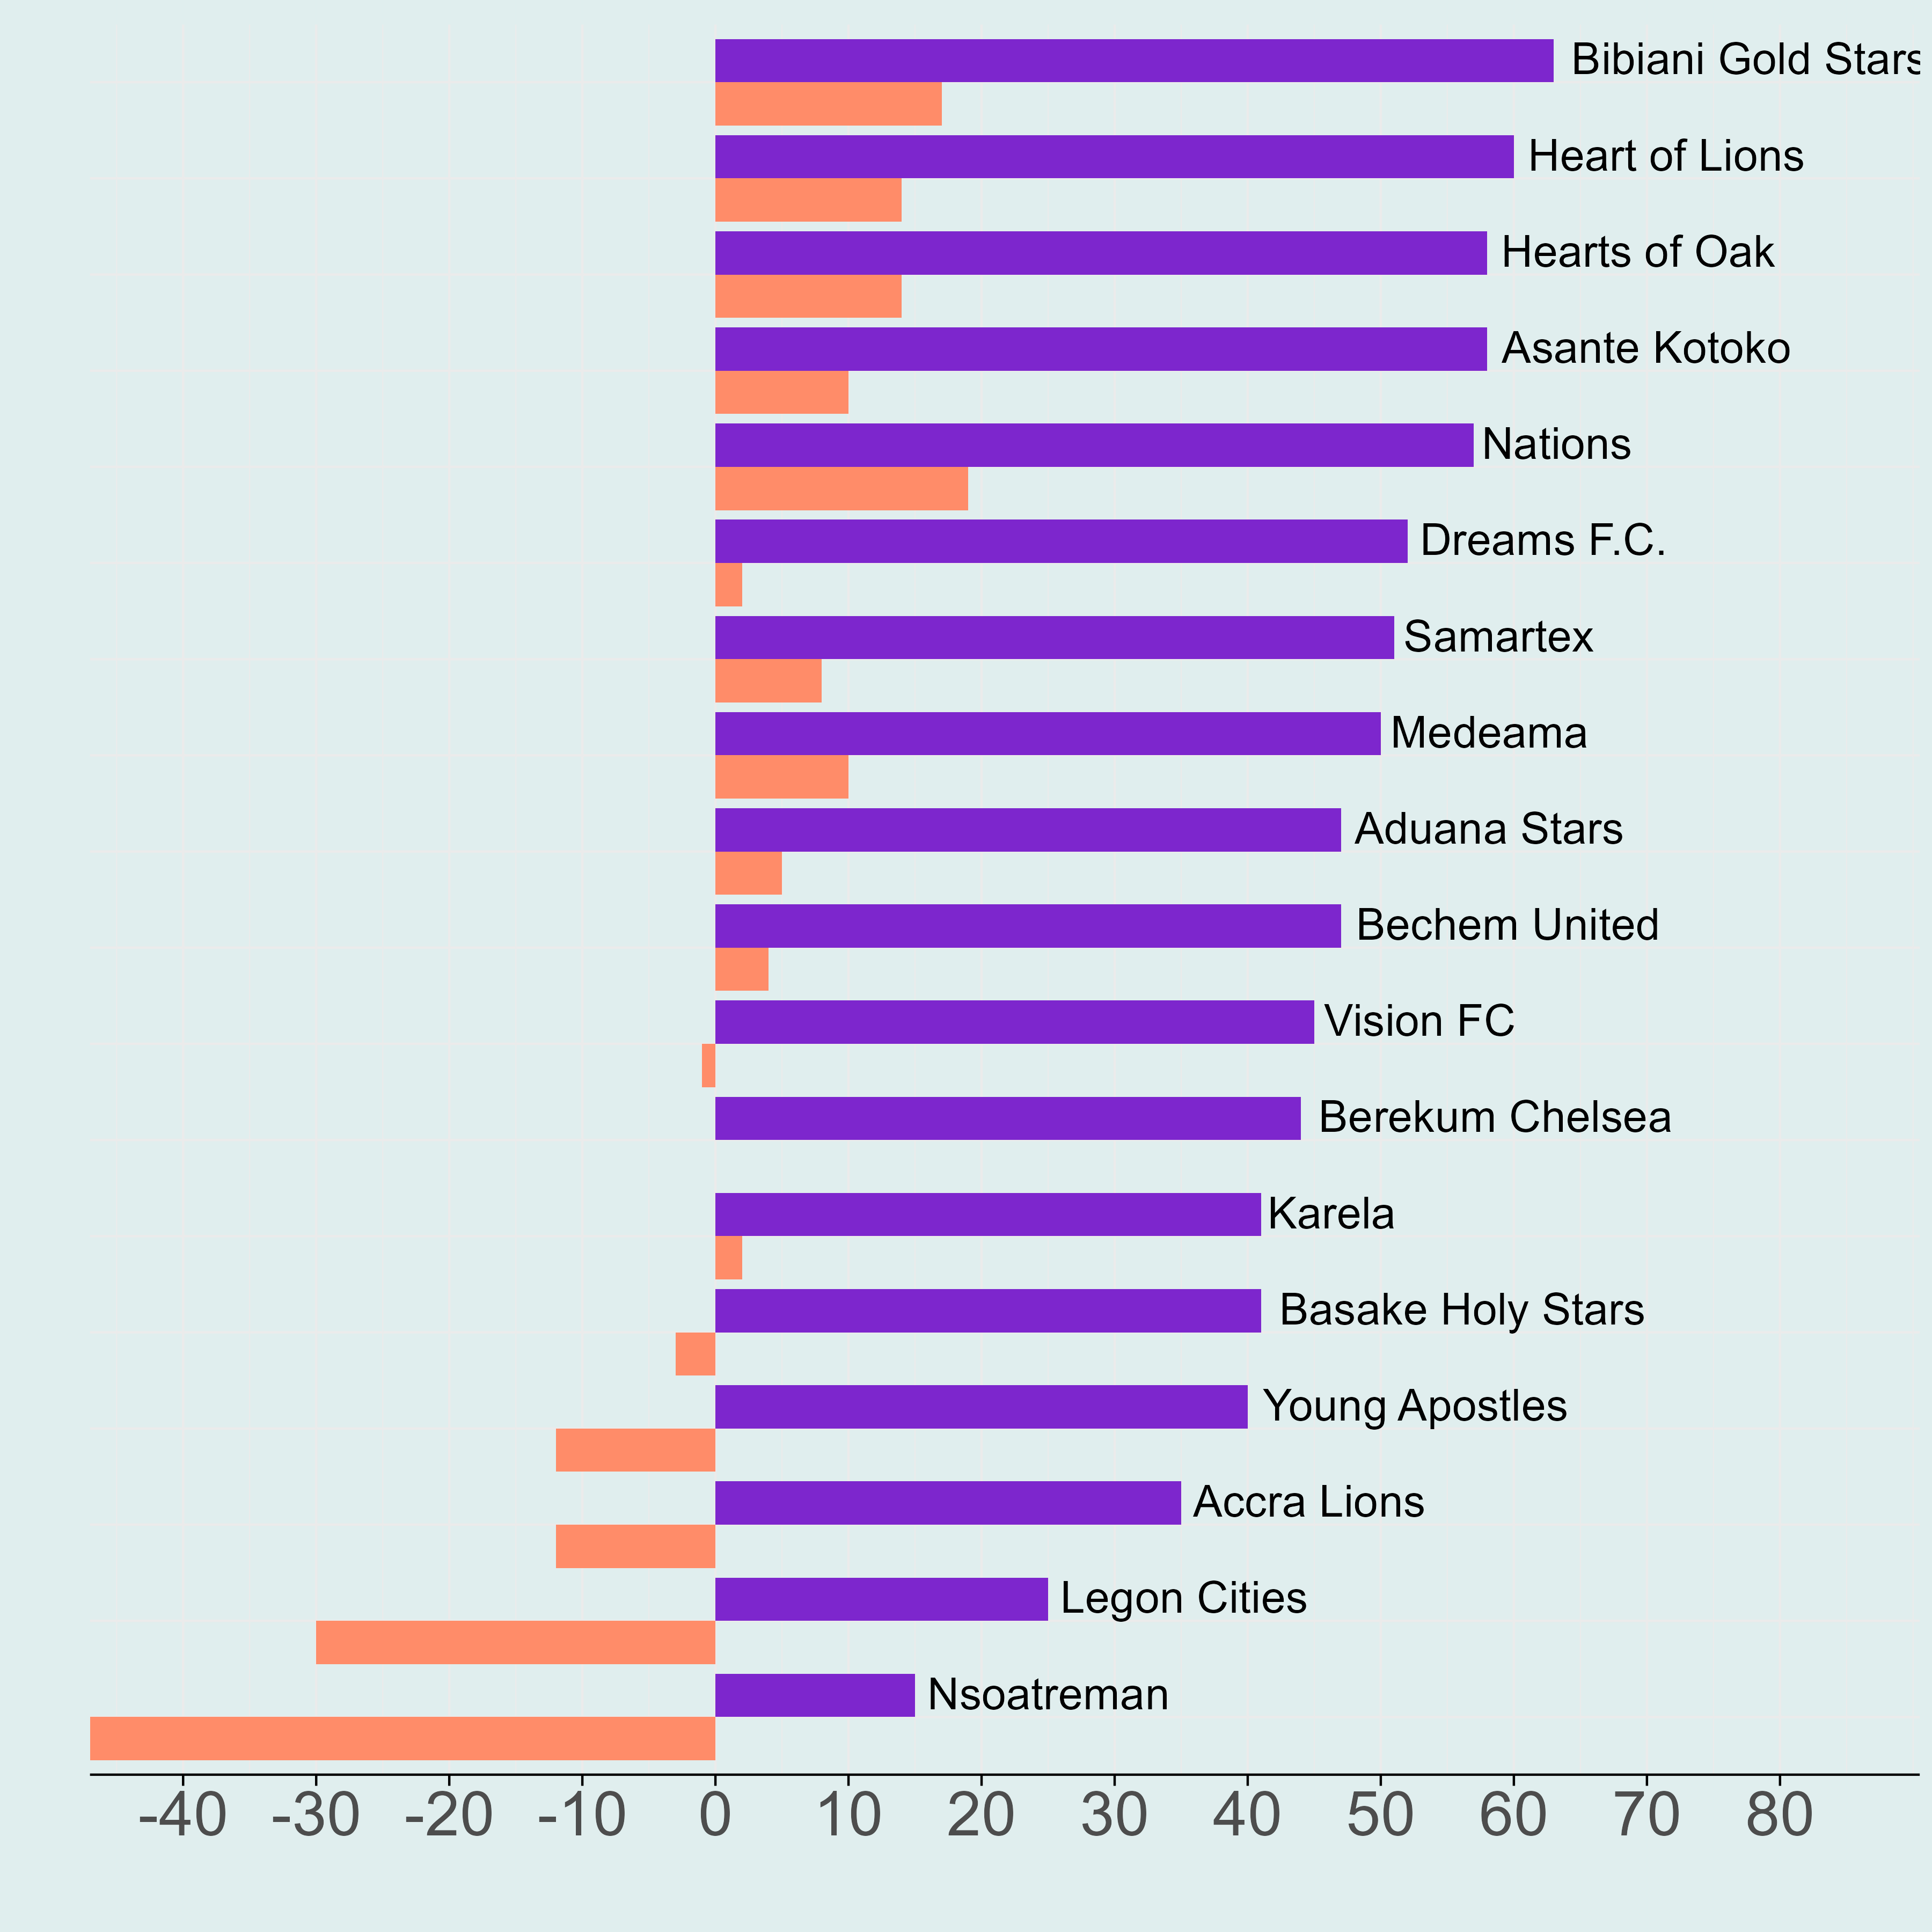 Bibiani Gold Stars
Heart of Lions
Hearts of Oak
Asante Kotoko
Nations
Dreams F.C.
Samartex
Medeama
Aduana Stars
Bechem United
Vision FC
Berekum Chelsea
Karela
Basake Holy Stars
Young Apostles
Accra Lions
Legon Cities
Nsoatreman
-40 -30 -20 -10 0 10 20 30 40 50 60 70 80